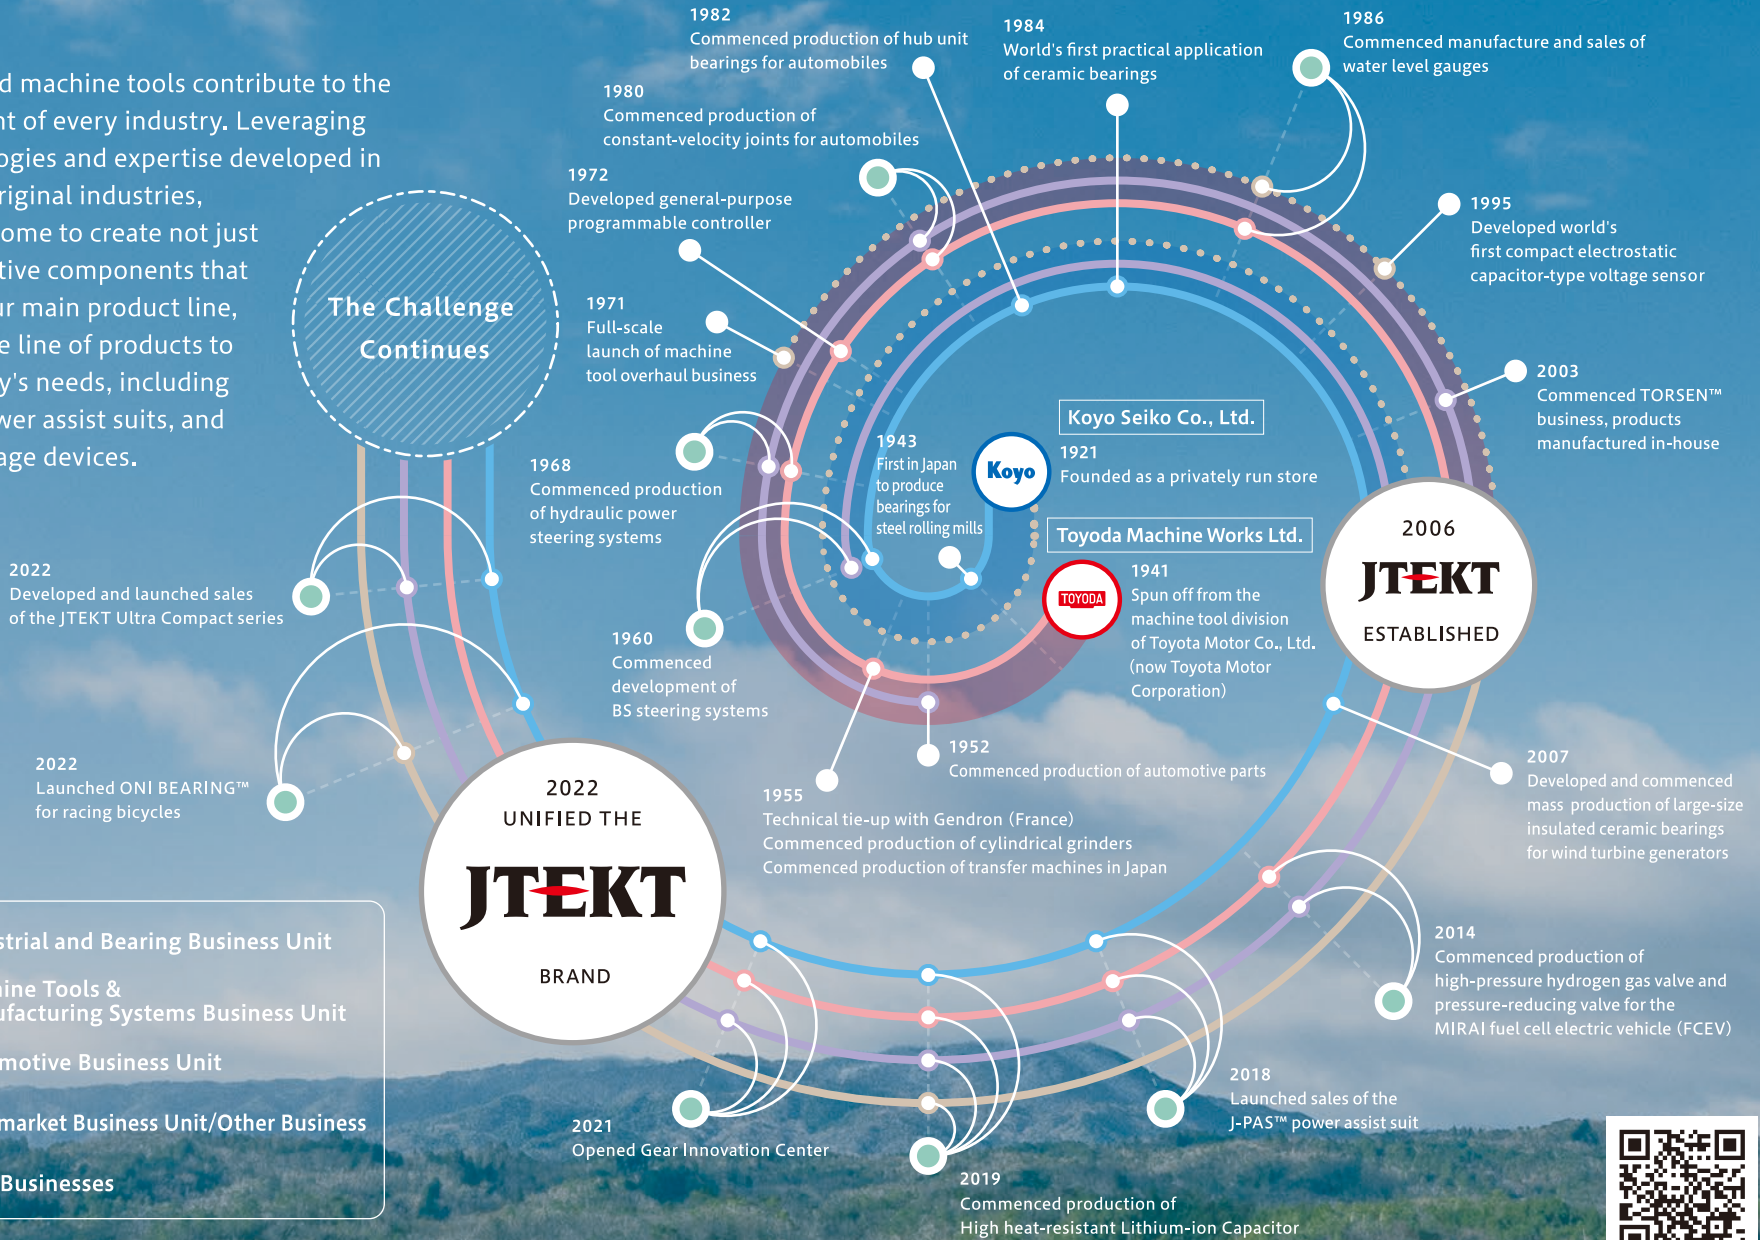 d machine tools contribute to the
nt of every industry. Leveraging
ogies and expertise developed in
riginal industries,
ome to create not just
tive components that
ur main product line,
e line of products to
y's needs, including
wer assist suits, and
age devices.
The Challenge
Continues
1982
Commenced production of hub unit
bearings for automobiles
1984
World's first practical application
of ceramic bearings
1986
Commenced manufacture and sales of
water level gauges
1980
Commenced production of
constant-velocity joints for automobiles
1972
Developed general-purpose
programmable controller
1995
Developed world's
first compact electrostatic
capacitor-type voltage sensor
1971
Full-scale
launch of machine
tool overhaul business
2003
Commenced TORSEN™
business, products
manufactured in-house
Koyo Seiko Co., Ltd.
Koyo
1921
Founded as a privately run store
1943
First in Japan
to produce
bearings for
steel rolling mills
1968
Commenced production
of hydraulic power
steering systems
Toyoda Machine Works Ltd.
TOYODA
1941
Spun off from the
machine tool division
of Toyota Motor Co., Ltd.
(now Toyota Motor
Corporation)
2006
JTEKT
ESTABLISHED
2022
Developed and launched sales
of the JTEKT Ultra Compact series
1960
Commenced
development of
BS steering systems
1952
Commenced production of automotive parts
1955
Technical tie-up with Gendron (France)
Commenced production of cylindrical grinders
Commenced production of transfer machines in Japan
2007
Developed and commenced
mass production of large-size
insulated ceramic bearings
for wind turbine generators
2022
Launched ONI BEARING™
for racing bicycles
2022
UNIFIED THE
JTEKT
BRAND
2014
Commenced production of
high-pressure hydrogen gas valve and
pressure-reducing valve for the
MIRAI fuel cell electric vehicle (FCEV)
strial and Bearing Business Unit
ine Tools &
ufacturing Systems Business Unit
motive Business Unit
market Business Unit/Other Business
Businesses
2018
Launched sales of the
J-PAS™ power assist suit
2021
Opened Gear Innovation Center
2019
Commenced production of
High heat-resistant Lithium-ion Capacitor